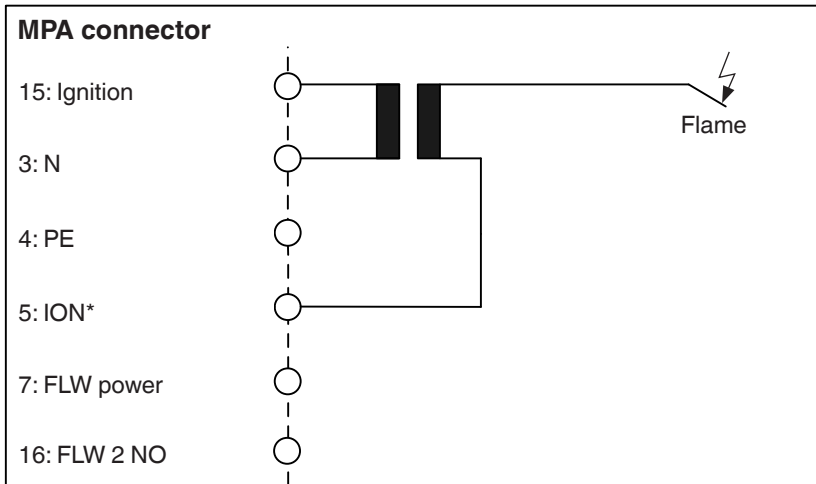 MPA connector
15: Ignition
Flame
3: N
4: PE
5: ION*
7: FLW power
16: FLW 2 NO